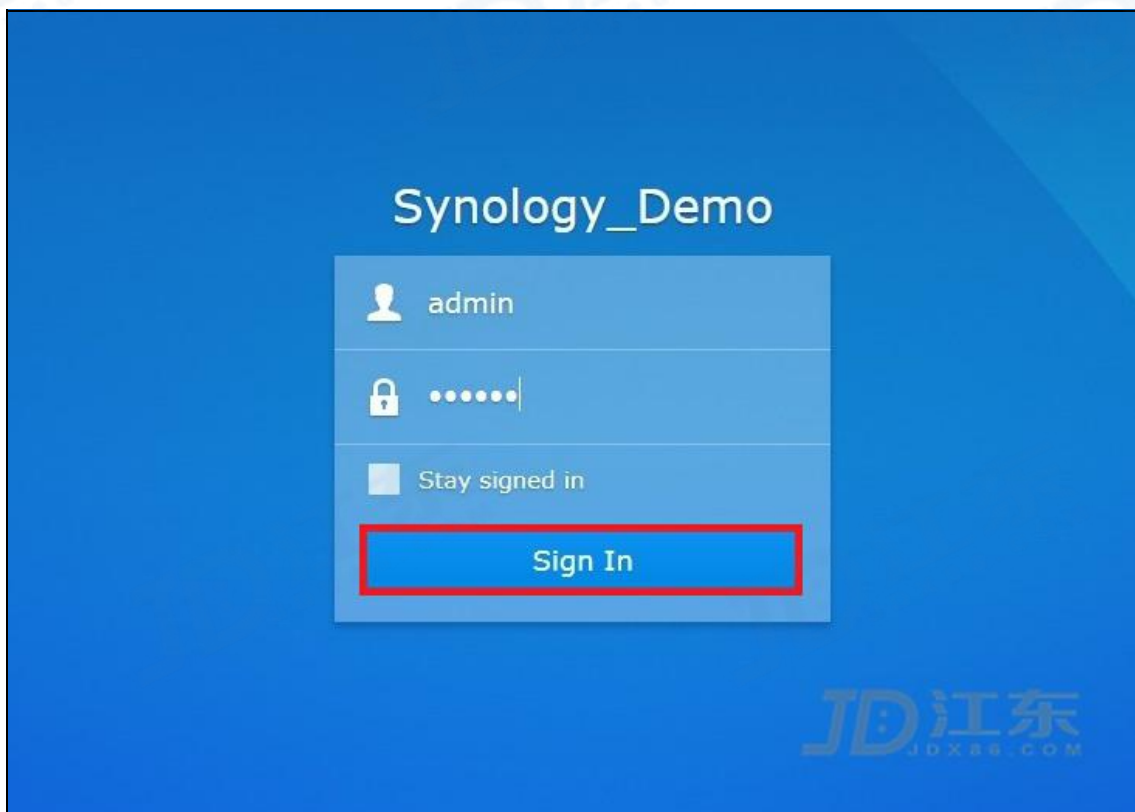 Synology_Demo
admin
••••••
Stay signed in
Sign In
JD江东
JDX86.COM